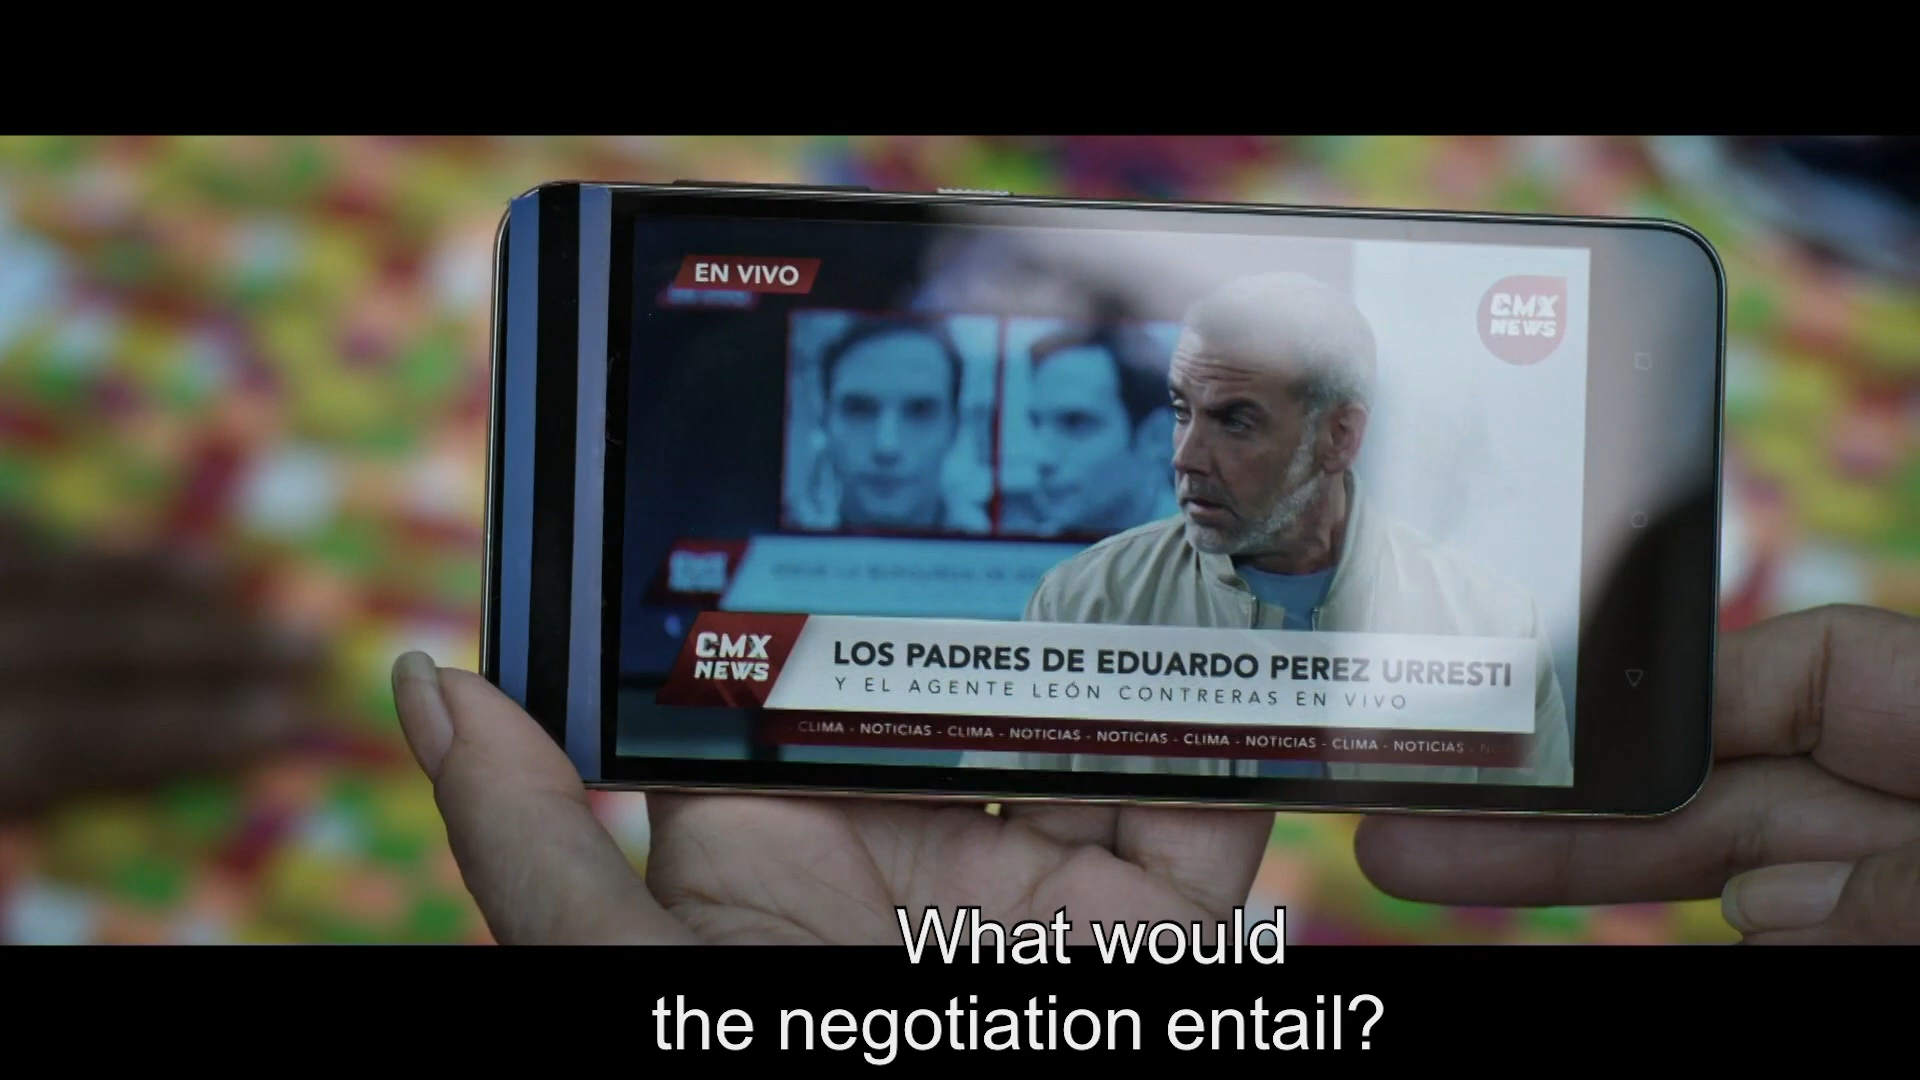 EN VIVO
CMX
NEWS
CMX
NEWS
LOS PADRES DE EDUARDO PEREZ URRESTI
Y EL AGENTE LEÓN CONTRERAS EN VIVO
CLIMA - NOTICIAS - CLIMA - NOTICIAS - NOTICIAS - CLIMA - NOTICIAS - CLIMA - NOTICIAS -
What would
the negotiation entail?